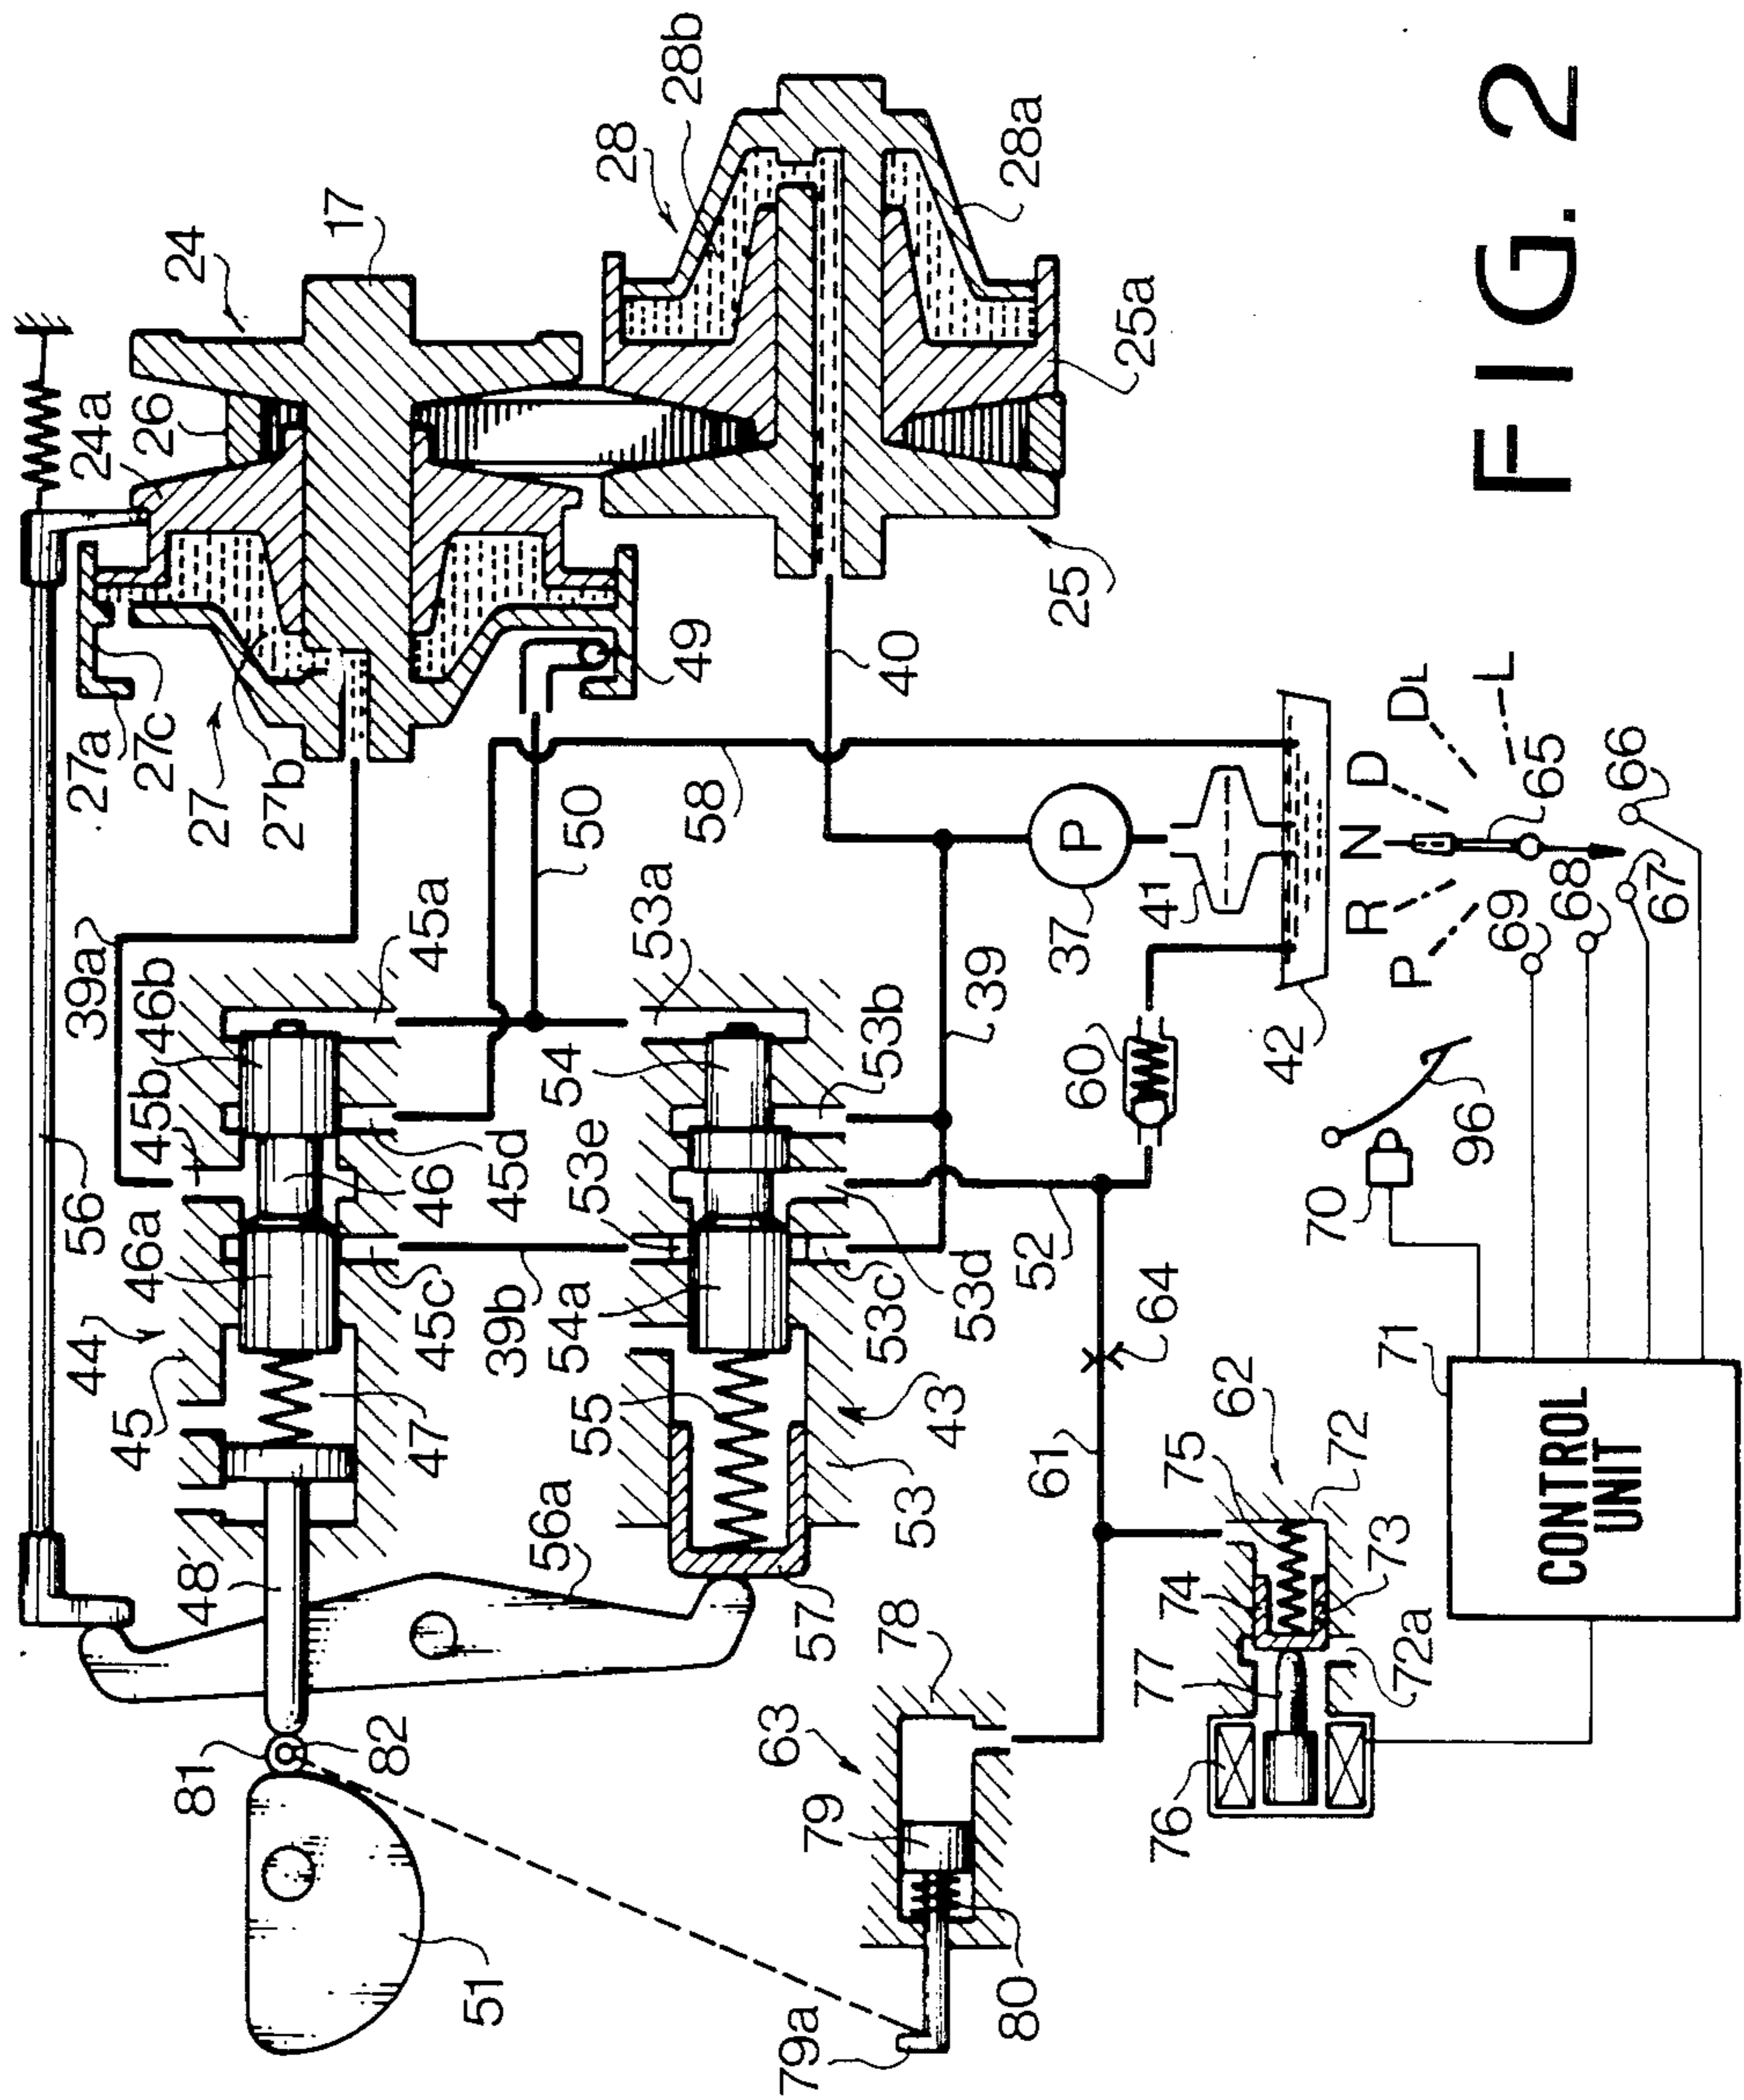 28b
28
28a
17
24
24a
26
25a
25
27a
27c
27
27b
49
40
50
58
39a
45a
53a
P
37
41
42
39
P R N D DL L
65
66
67
68
69
45b
46b
54
53b
60
96
70
56
44
46a
46
45d
53e
45
45c
39b
54a
53c
53d
52
64
47
55
43
53
61
71
CONTROL
UNIT
62
75
72
73
74
72a
77
76
48
56a
57
78
63
79
80
79a
81
82
51
FIG. 2